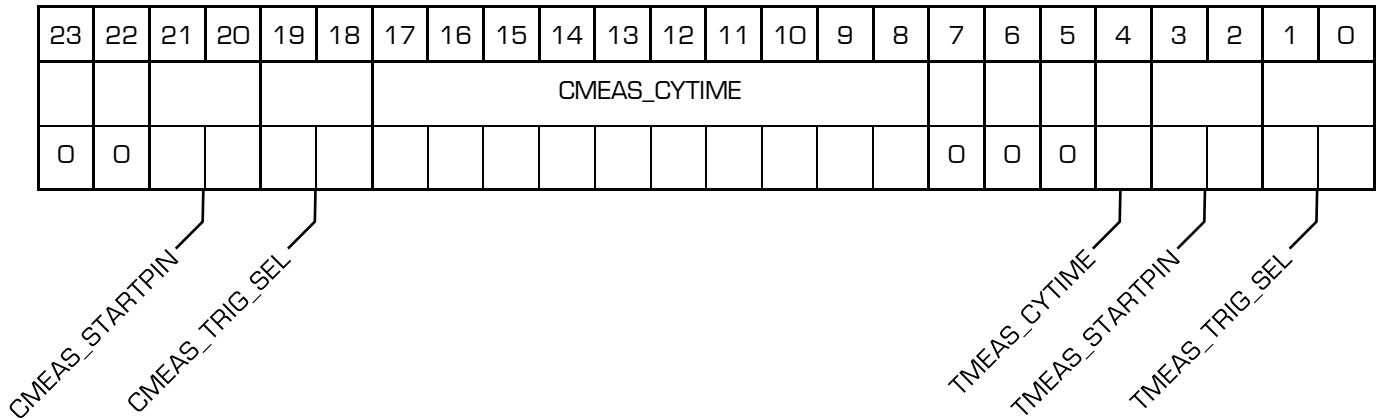 23 22 21 20 19 18 17 16 15 14 13 12 11 10 9 8 7 6 5 4 3 2 1 0
CMEAS_CYTIME
0 0 0 0 0
CMEAS_STARTPIN
CMEAS_TRIG_SEL
TMEAS_CYTIME
TMEAS_STARTPIN
TMEAS_TRIG_SEL